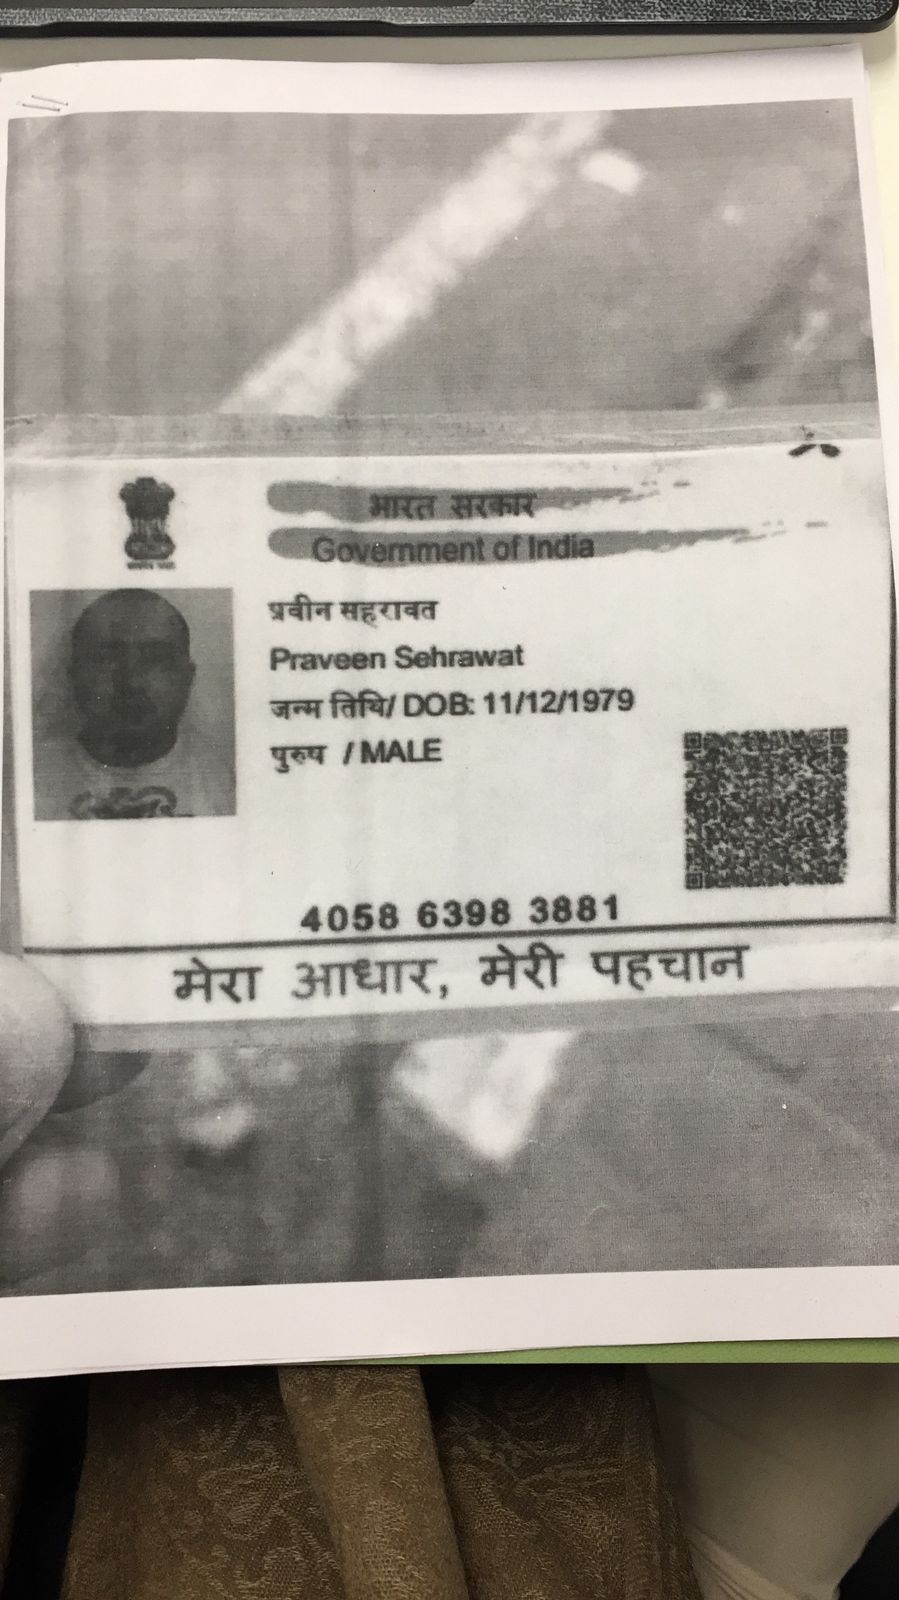 भारत सरकार
Government of India
प्रवीन सहरावत
Praveen Sehrawat
जन्म तिथि/ DOB: 11/12/1979
पुरुष / MALE
4058 6398 3881
मेरा आधार, मेरी पहचान